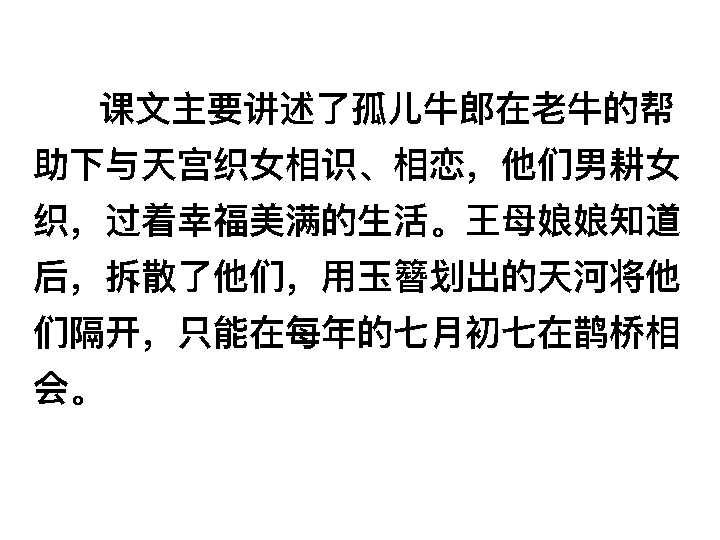 课文主要讲述了孤儿牛郎在老牛的帮
助下与天宫织女相识、相恋，他们男耕女
织，过着幸福美满的生活。王母娘娘知道
后，拆散了他们，用玉簪划出的天河将他
们隔开，只能在每年的七月初七在鹊桥相
会。